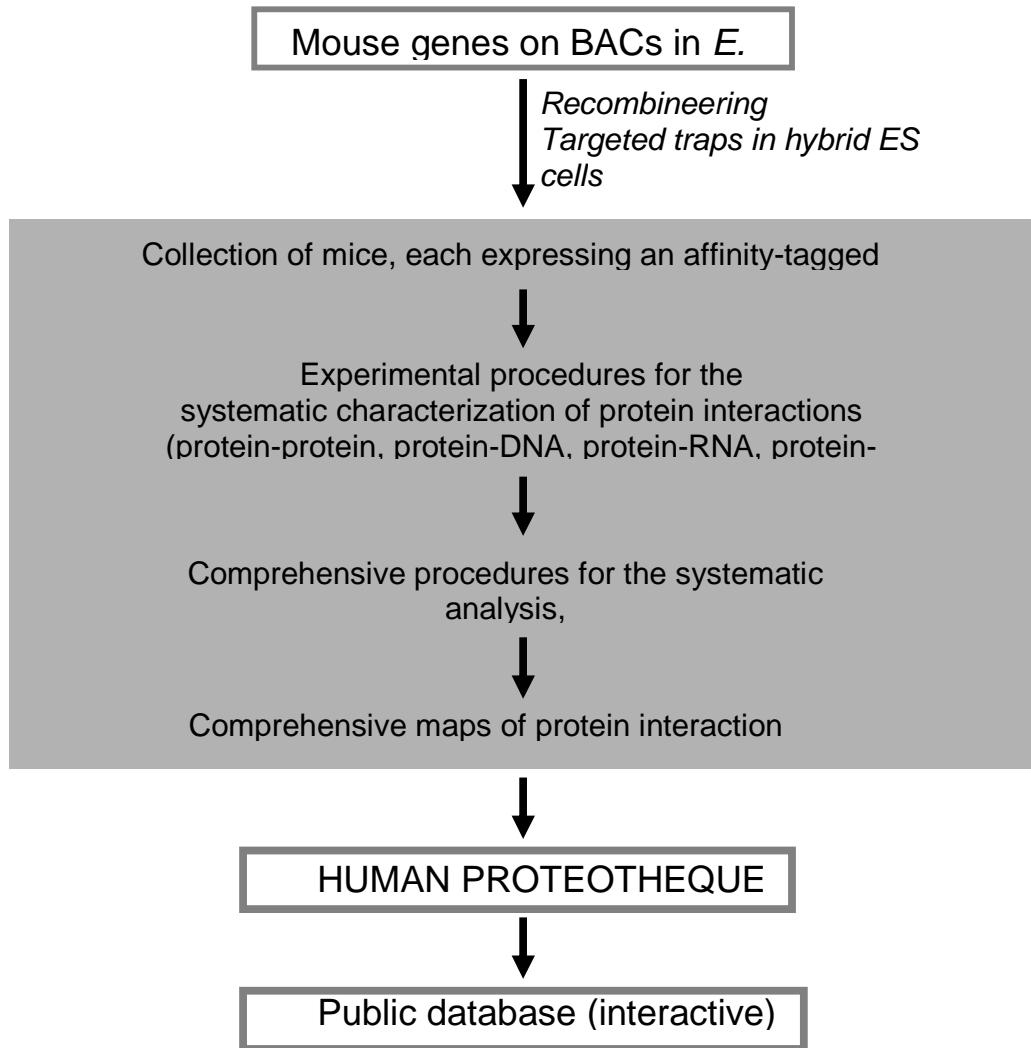 Mouse genes on BACs in E.
Recombineering
Targeted traps in hybrid ES
cells
Collection of mice, each expressing an affinity-tagged
Experimental procedures for the
systematic characterization of protein interactions
(protein-protein, protein-DNA, protein-RNA, protein-
Comprehensive procedures for the systematic
analysis,
Comprehensive maps of protein interaction
HUMAN PROTEOTHEQUE
Public database (interactive)